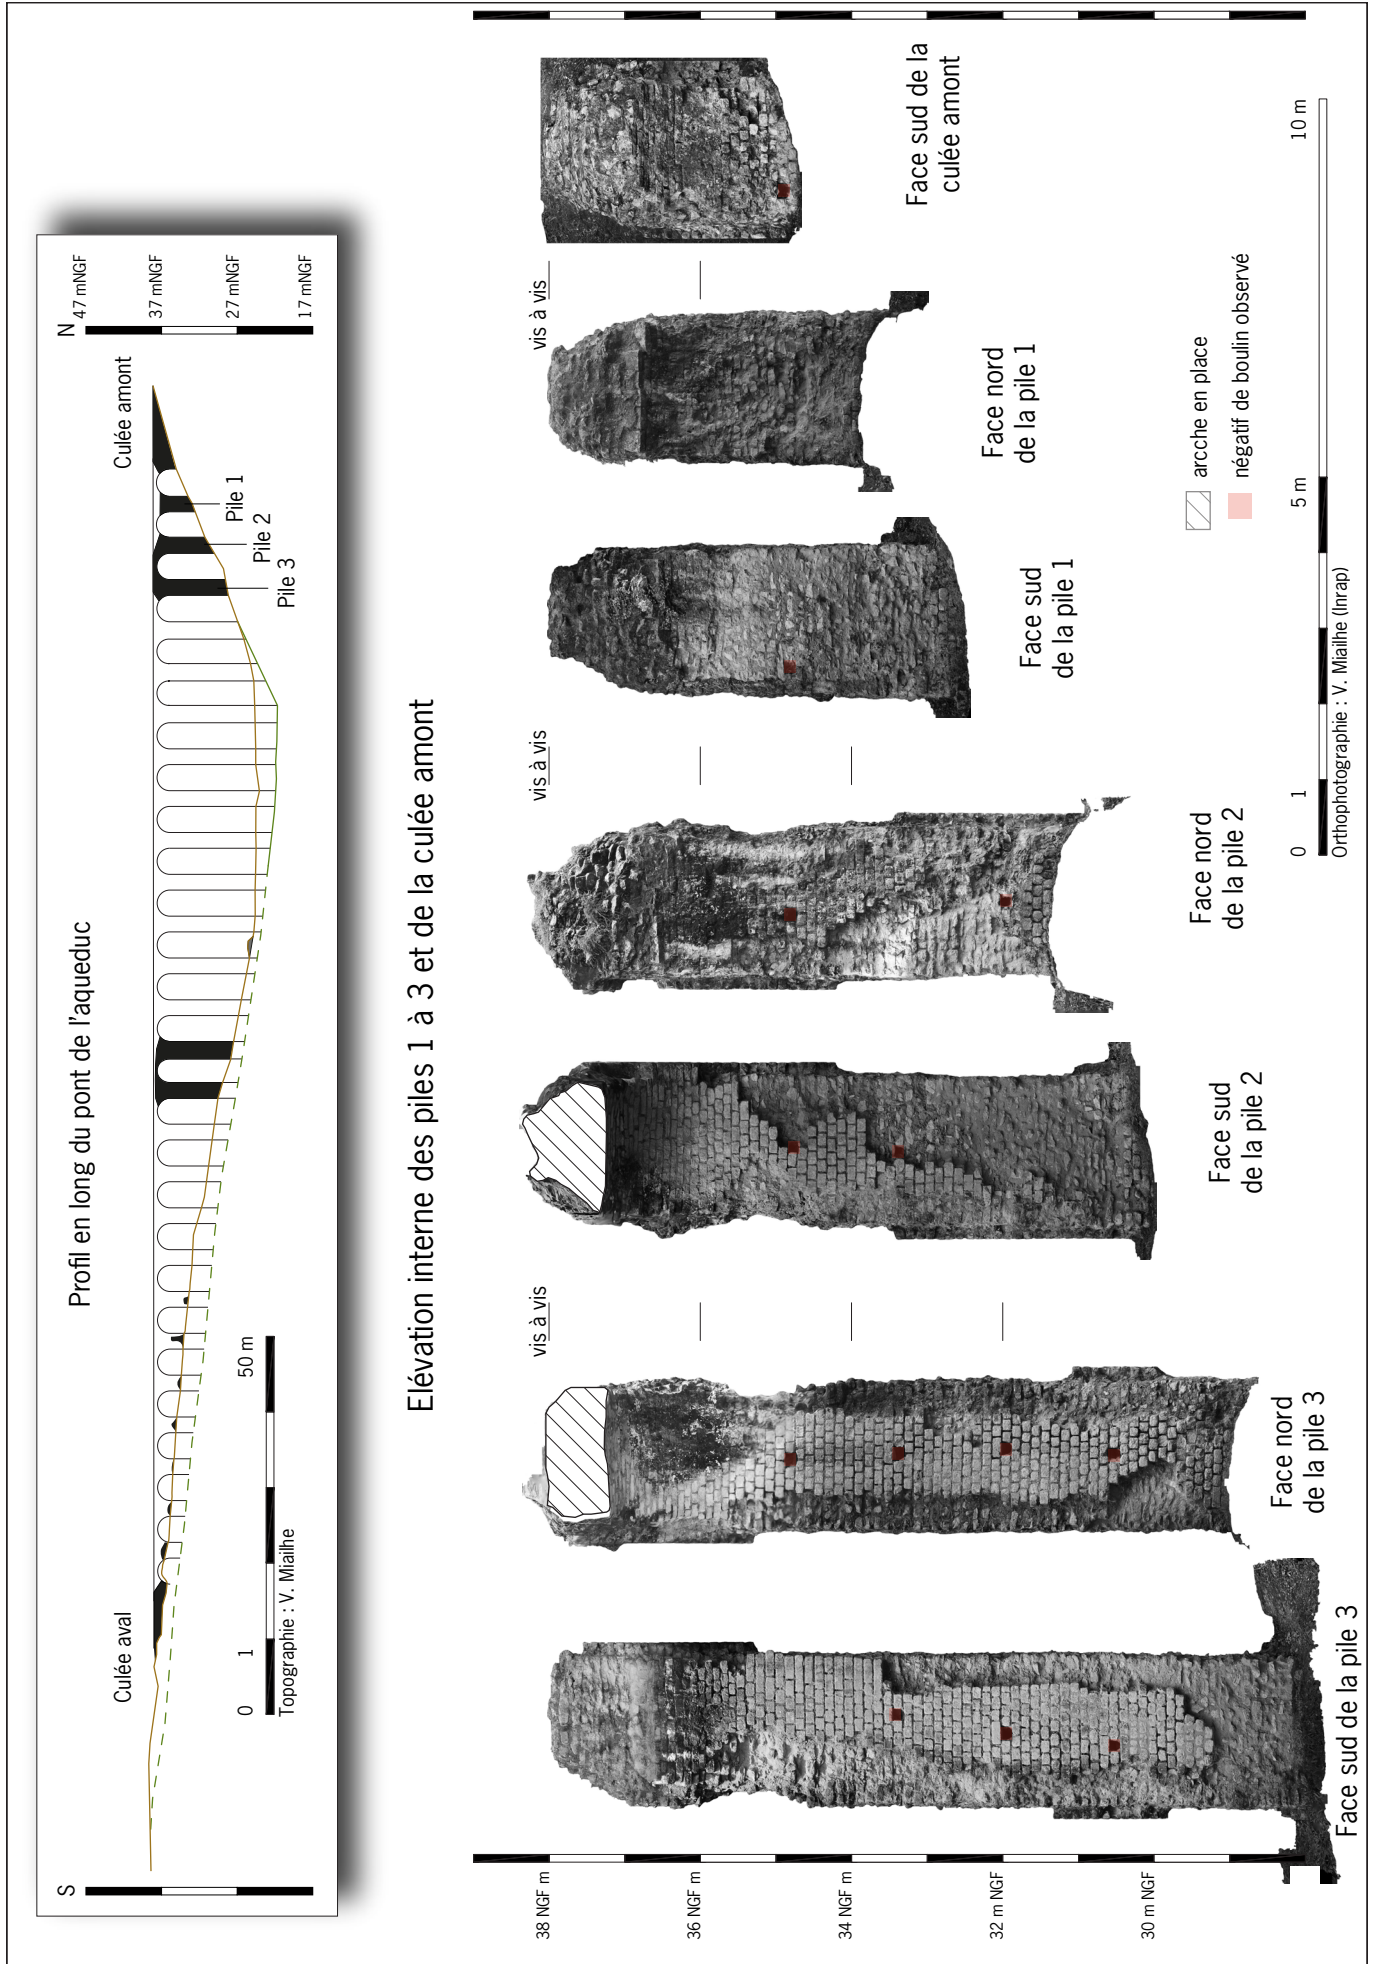 Profil en long du pont de l'aqueduc
S
N
47 mNGF
37 mNGF
27 mNGF
17 mNGF
Culée aval
Culée amont
Pile 3
Pile 2
Pile 1
0
1
50 m
Topographie : V. Miailhe
Elévation interne des piles 1 à 3 et de la culée amont
38 NGF m
36 NGF m
34 NGF m
32 m NGF
30 m NGF
vis à vis
vis à vis
vis à vis
Face sud de la pile 3
Face nord
de la pile 3
Face sud
de la pile 2
Face nord
de la pile 2
Face sud
de la pile 1
Face nord
de la pile 1
Face sud de la
culée amont
arcche en place
négatif de boulin observé
0
1
5 m
10 m
Orthophotographie : V. Miailhe (Inrap)